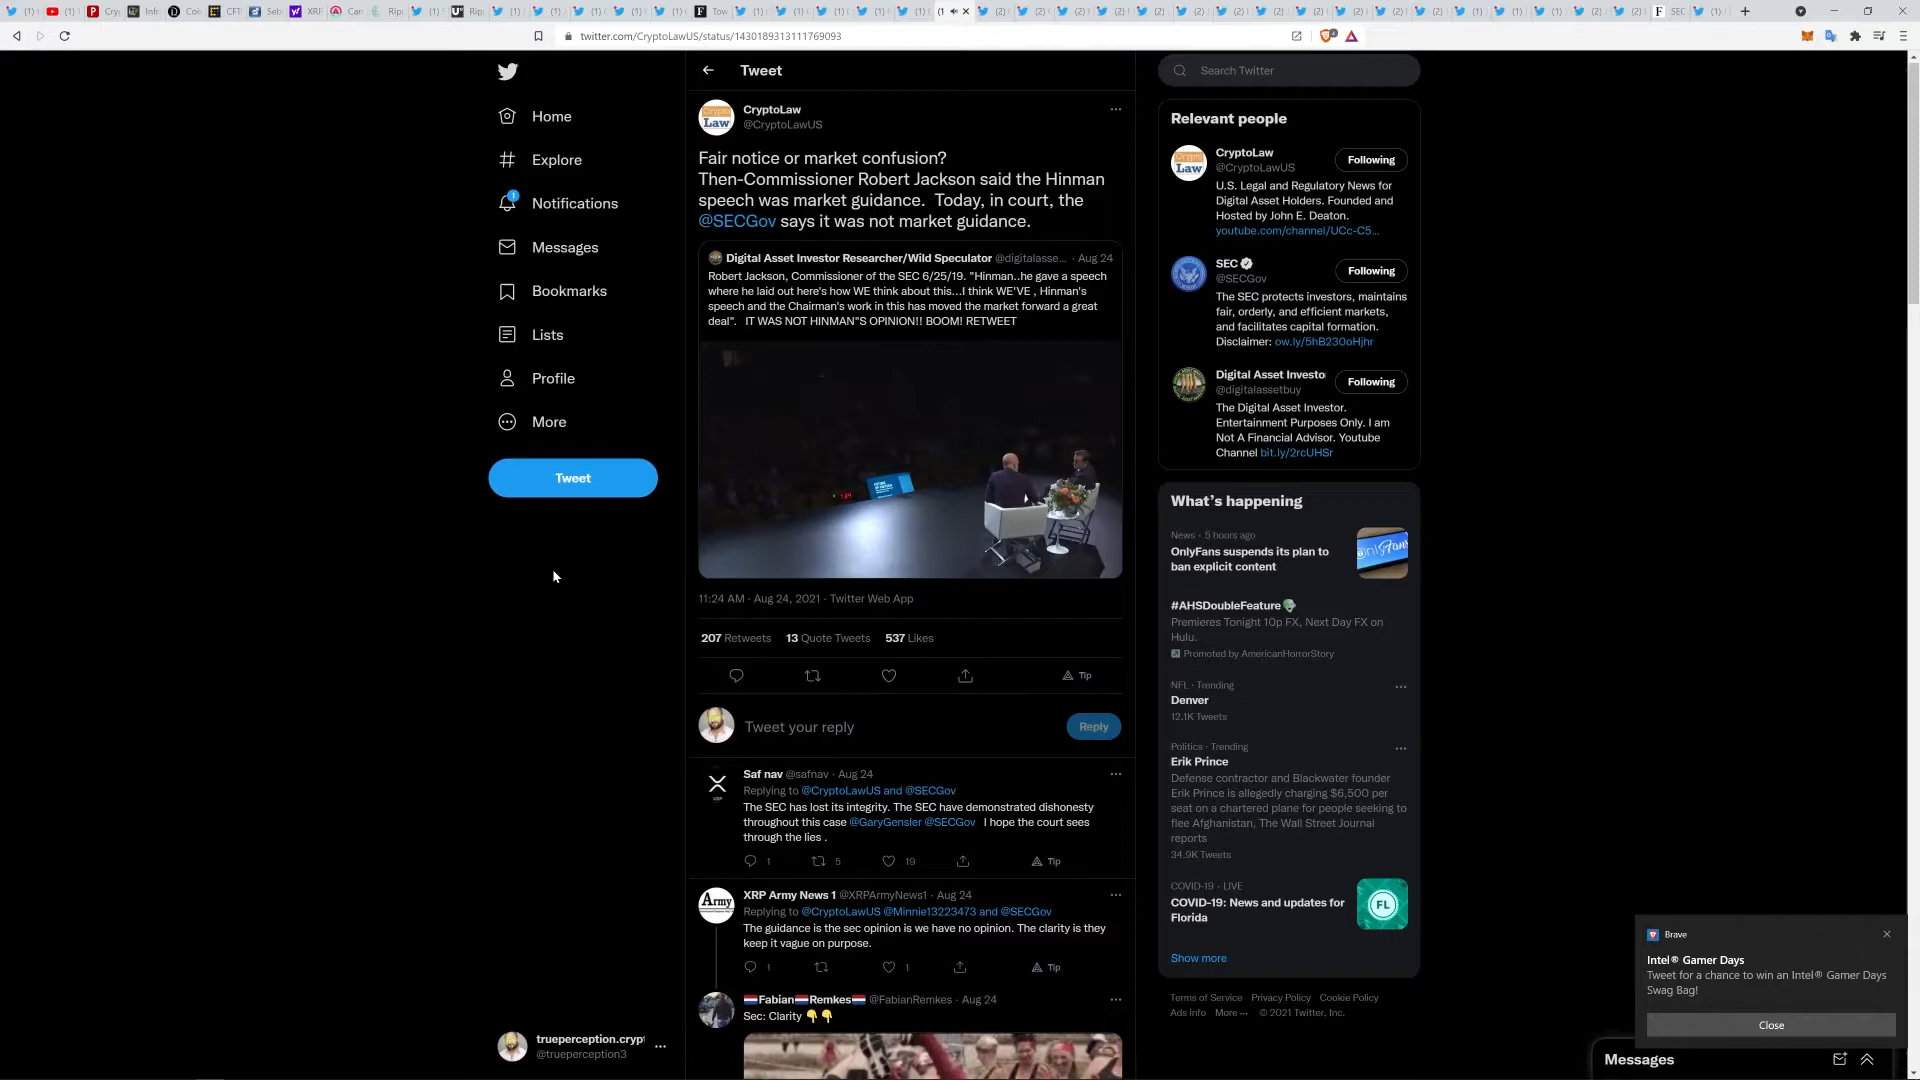 twitter.com/CryptoLawUS/status/1430189313111769093
Home
Explore
Notifications
Messages
Bookmarks
Lists
Profile
More
Tweet
trueperception.crypt
@trueperception3
Tweet
CryptoLaw
@CryptoLawUS
Fair notice or market confusion?
Then-Commissioner Robert Jackson said the Hinman
speech was market guidance. Today, in court, the
@SECGov says it was not market guidance.
Digital Asset Investor Researcher/Wild Speculator @digitalasse... · Aug 24
Robert Jackson, Commissioner of the SEC 6/25/19. "Hinman..he gave a speech
where he laid out here's how WE think about this...I think WE'VE , Hinman's
speech and the Chairman's work in this has moved the market forward a great
deal". IT WAS NOT HINMAN"S OPINION!! BOOM! RETWEET
11:24 AM · Aug 24, 2021 · Twitter Web App
207 Retweets 13 Quote Tweets 537 Likes
Tip
Tweet your reply
Reply
Saf nav @safnav · Aug 24
Replying to @CryptoLawUS and @SECGov
The SEC has lost its integrity. The SEC have demonstrated dishonesty
throughout this case @GaryGensler @SECGov I hope the court sees
through the lies .
1 5 19 Tip
XRP Army News 1 @XRPArmyNews1 · Aug 24
Replying to @CryptoLawUS @Minnie13223473 and @SECGov
The guidance is the sec opinion is we have no opinion. The clarity is they
keep it vague on purpose.
1 1 Tip
Fabian Remkes @FabianRemkes · Aug 24
Sec: Clarity
Search Twitter
Relevant people
CryptoLaw
@CryptoLawUS
Following
U.S. Legal and Regulatory News for
Digital Asset Holders. Founded and
Hosted by John E. Deaton.
youtube.com/channel/UCc-C5...
SEC
@SECGov
Following
The SEC protects investors, maintains
fair, orderly, and efficient markets,
and facilitates capital formation.
Disclaimer: ow.ly/5hB230oHjhr
Digital Asset Investo
@digitalassetbuy
Following
The Digital Asset Investor.
Entertainment Purposes Only. I am
Not A Financial Advisor. Youtube
Channel bit.ly/2rcUHSr
What's happening
News · 5 hours ago
OnlyFans suspends its plan to
ban explicit content
#AHSDoubleFeature
Premieres Tonight 10p FX, Next Day FX on
Hulu.
Promoted by AmericanHorrorStory
NFL · Trending
Denver
12.1K Tweets
Politics · Trending
Erik Prince
Defense contractor and Blackwater founder
Erik Prince is allegedly charging $6,500 per
seat on a chartered plane for people seeking to
flee Afghanistan, The Wall Street Journal
reports
34.9K Tweets
COVID-19 · LIVE
COVID-19: News and updates for
Florida
FL
Show more
Terms of Service Privacy Policy Cookie Policy
Ads info More ··· © 2021 Twitter, Inc.
Brave
Intel® Gamer Days
Tweet for a chance to win an Intel® Gamer Days
Swag Bag!
Close
Messages